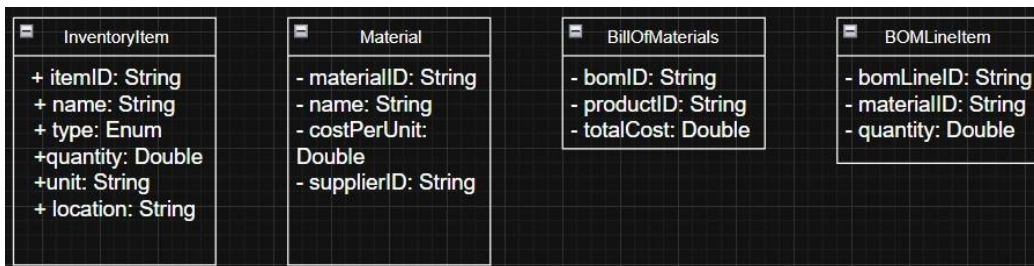 InventoryItem
+ itemID: String
+ name: String
+ type: Enum
+quantity: Double
+unit: String
+ location: String
Material
- materialID: String
- name: String
- costPerUnit:
Double
- supplierID: String
BillOfMaterials
- bomID: String
- productID: String
- totalCost: Double
BOMLineItem
- bomLineID: String
- materialID: String
- quantity: Double